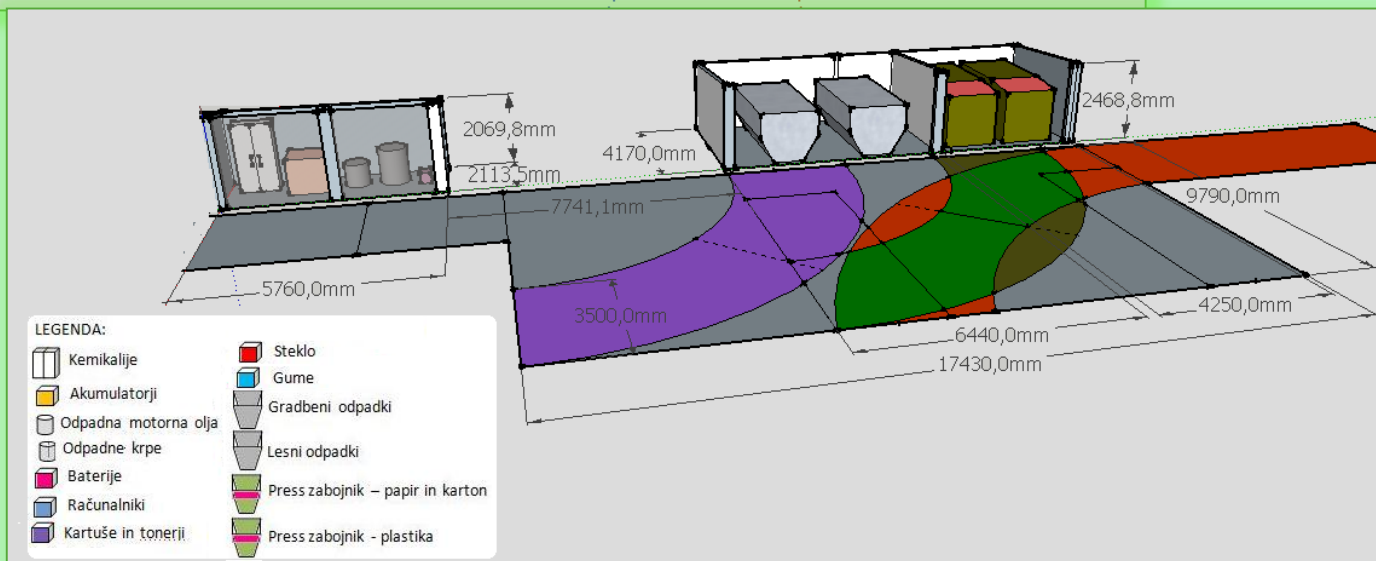 2069,8mm
2113,5mm
5760,0mm
7741,1mm
4170,0mm
2468,8mm
9790,0mm
3500,0mm
6440,0mm
4250,0mm
17430,0mm
LEGENDA:
Kemikalije
Akumulatorji
Odpadna motorna olja
Odpadne krpe
Baterije
Računalniki
Kartuše in tonerji
Steklo
Gume
Gradbeni odpadki
Lesni odpadki
Press zabojnik – papir in karton
Press zabojnik - plastika